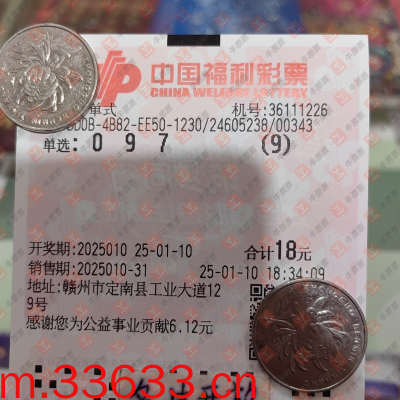 中国福利彩票
CHINA WELFARE LOTTERY
单式 机号:36111226
4B82-EE50-1230/24605238/00343
单选: 0 9 7 (9)
开奖期:2025010 25-01-10 合计18元
销售期:2025010-31 25-01-10 18:34:09
地址:赣州市定南县工业大道12
9号
感谢您为公益事业贡献6.12元
m.33633.cn